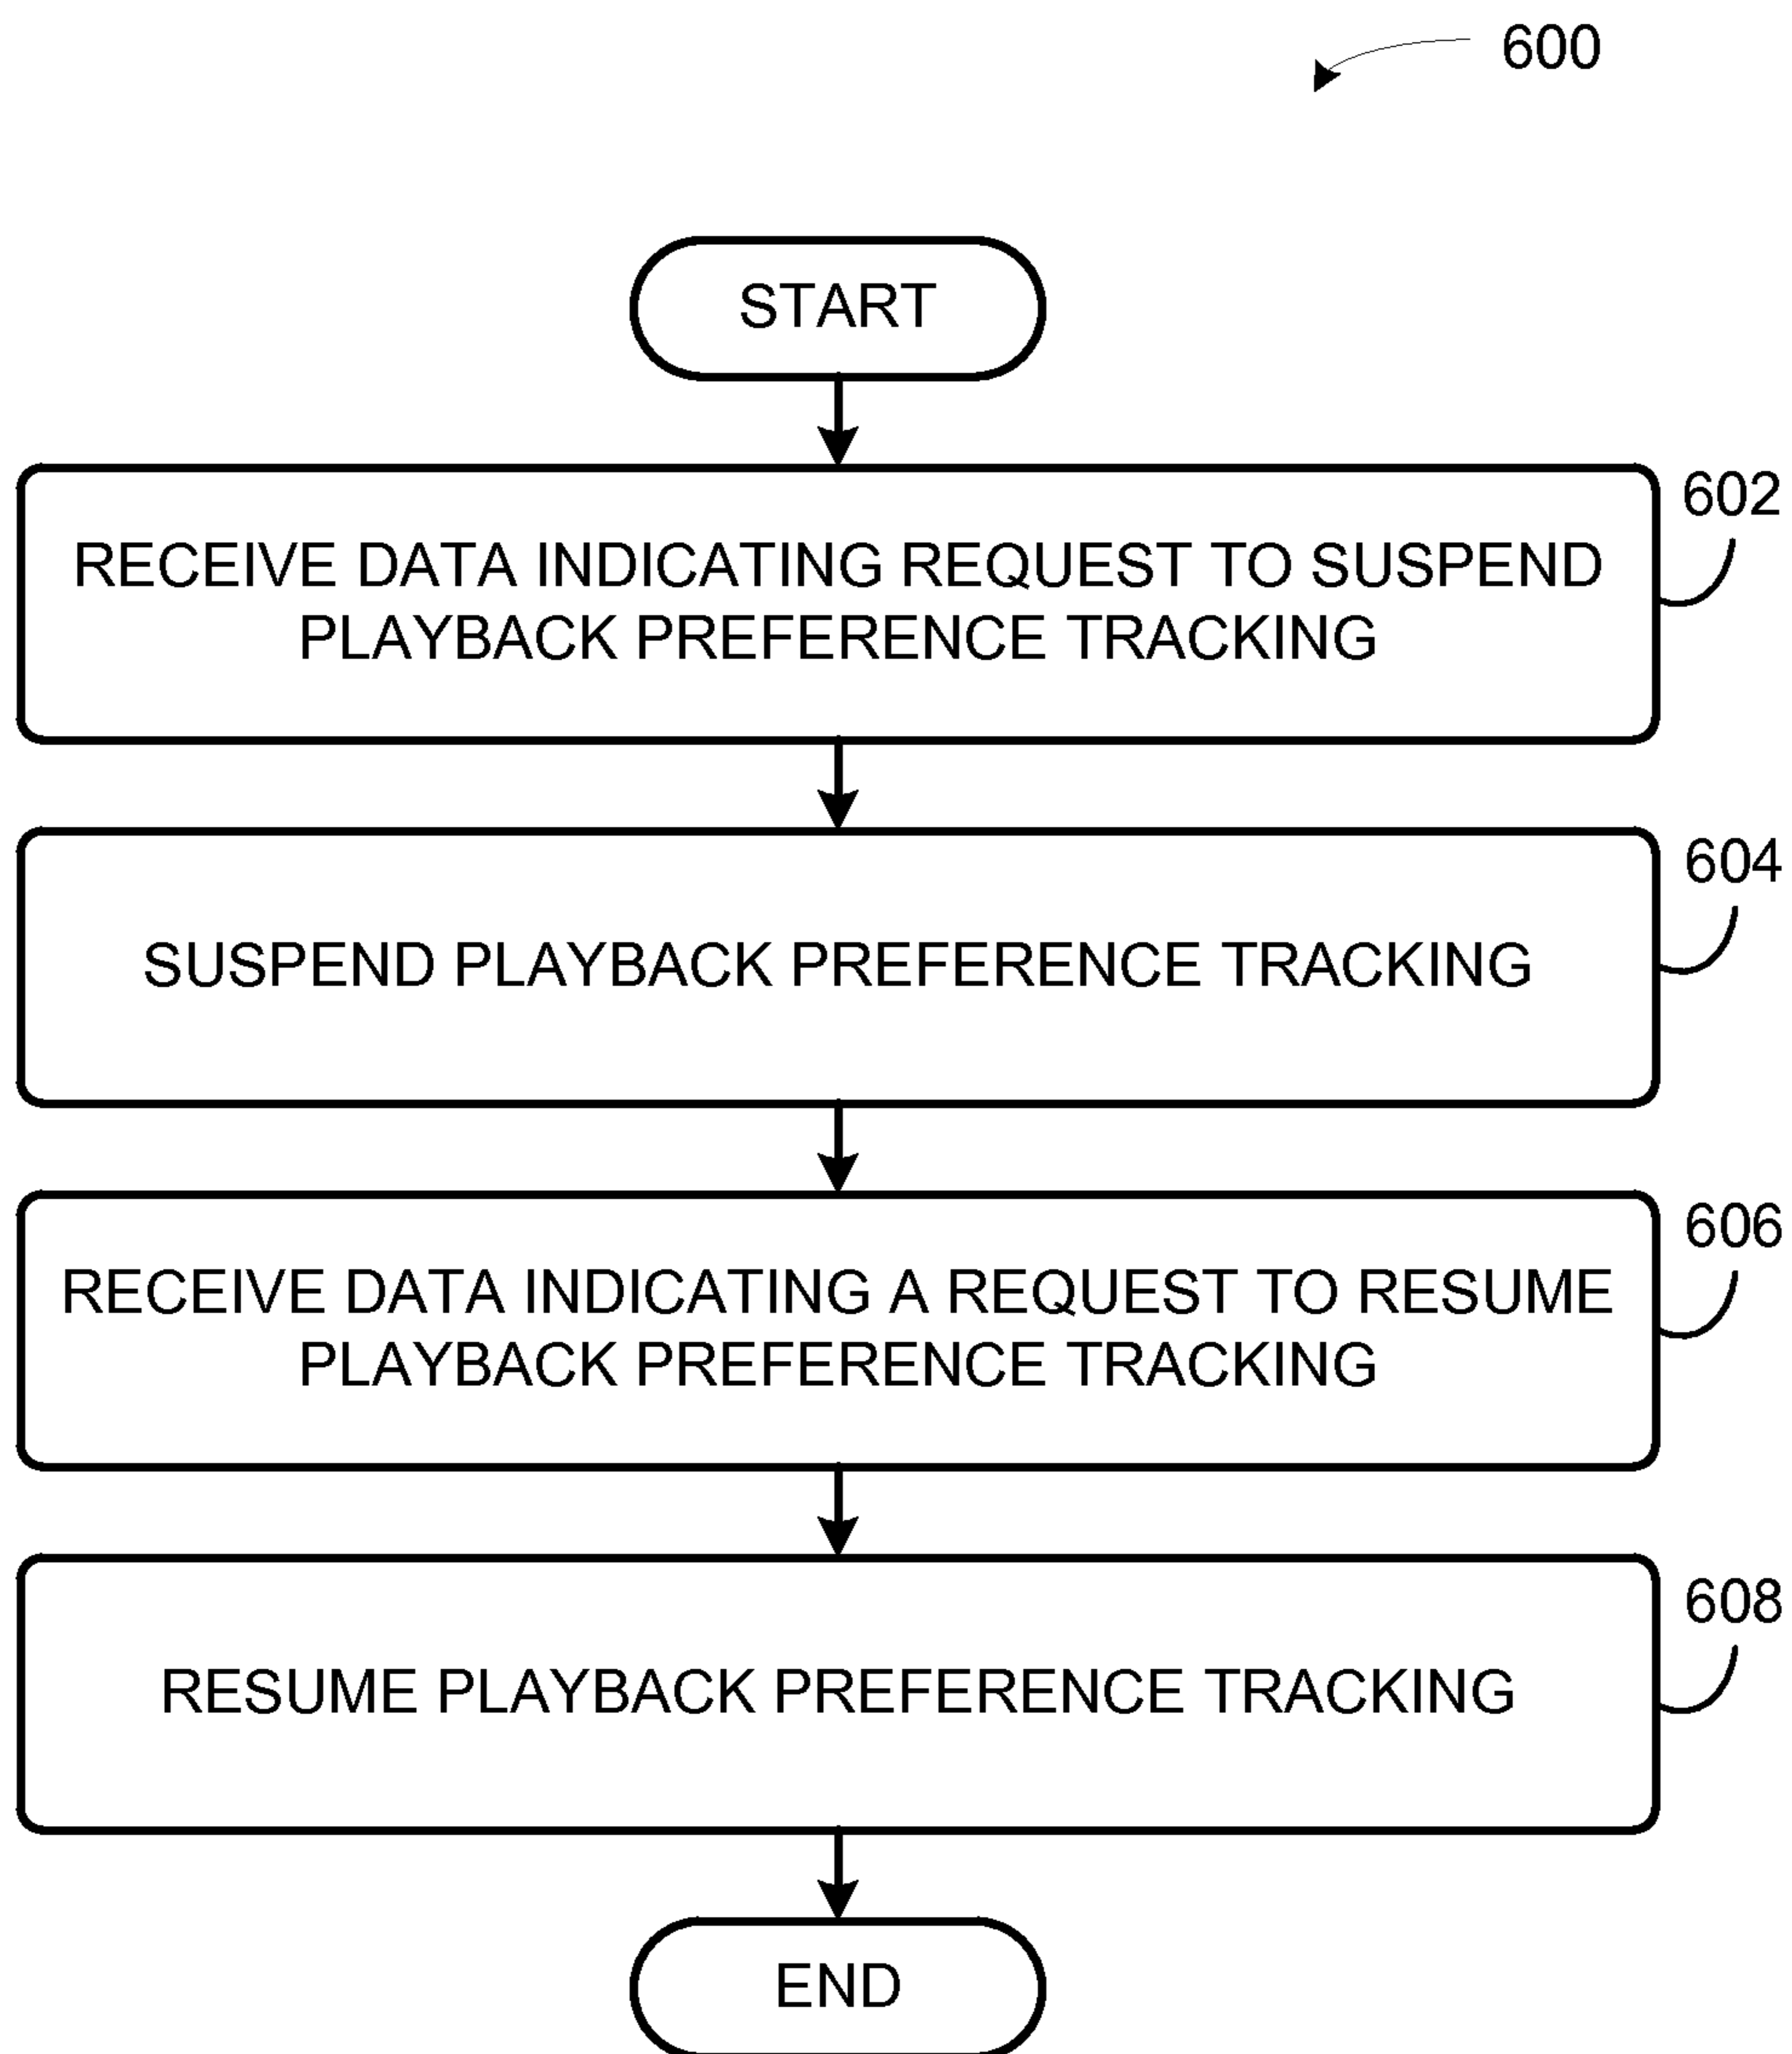 600
START
602
RECEIVE DATA INDICATING REQUEST TO SUSPEND
PLAYBACK PREFERENCE TRACKING
604
SUSPEND PLAYBACK PREFERENCE TRACKING
606
RECEIVE DATA INDICATING A REQUEST TO RESUME
PLAYBACK PREFERENCE TRACKING
608
RESUME PLAYBACK PREFERENCE TRACKING
END